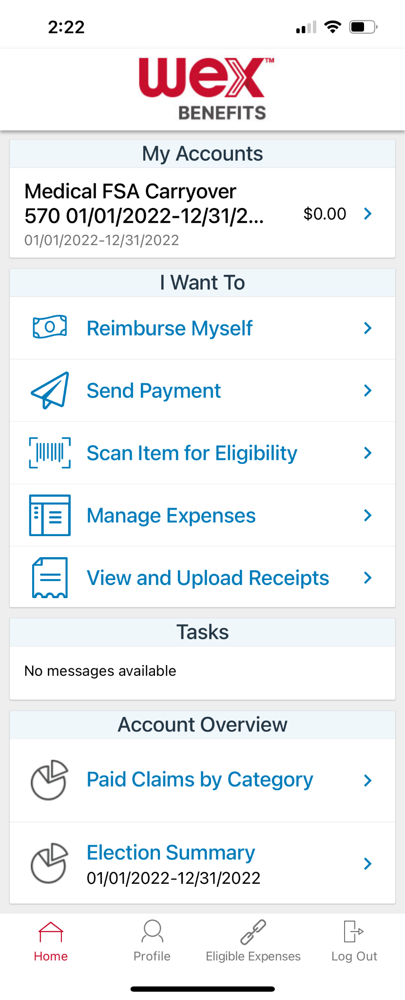 2:22
wex™
BENEFITS
My Accounts
Medical FSA Carryover
570 01/01/2022-12/31/2...
$0.00
01/01/2022-12/31/2022
I Want To
Reimburse Myself
Send Payment
Scan Item for Eligibility
Manage Expenses
View and Upload Receipts
Tasks
No messages available
Account Overview
Paid Claims by Category
Election Summary
01/01/2022-12/31/2022
Home
Profile
Eligible Expenses
Log Out